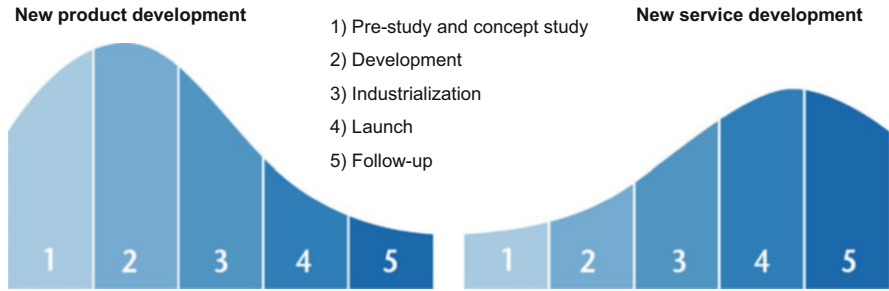 New product development
1) Pre-study and concept study
2) Development
3) Industrialization
4) Launch
5) Follow-up
New service development
1 2 3 4 5
1 2 3 4 5